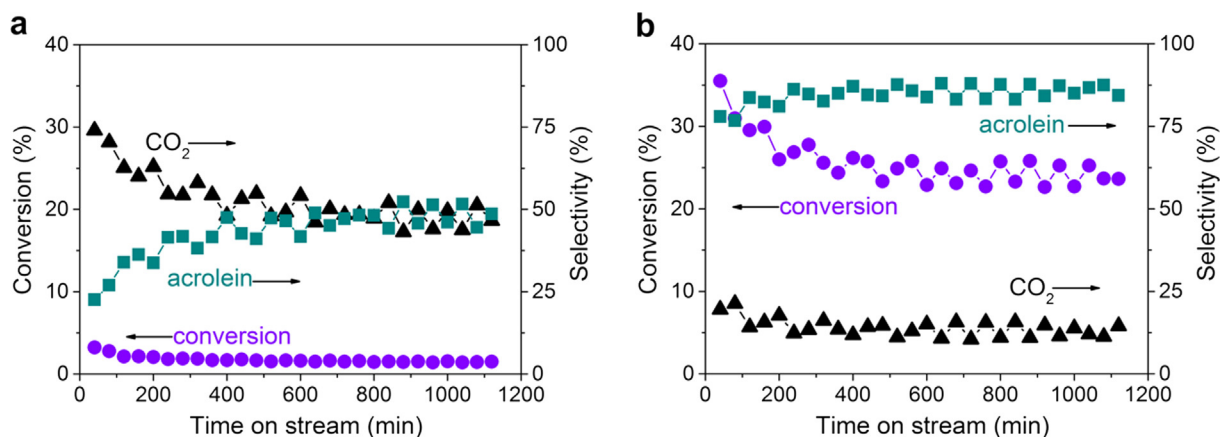 a
40
30
20
10
0
Conversion (%)
100
75
50
25
0
Selectivity (%)
CO₂
acrolein
conversion
0 200 400 600 800 1000 1200
Time on stream (min)
b
40
30
20
10
0
Conversion (%)
100
75
50
25
0
Selectivity (%)
acrolein
conversion
CO₂
0 200 400 600 800 1000 1200
Time on stream (min)